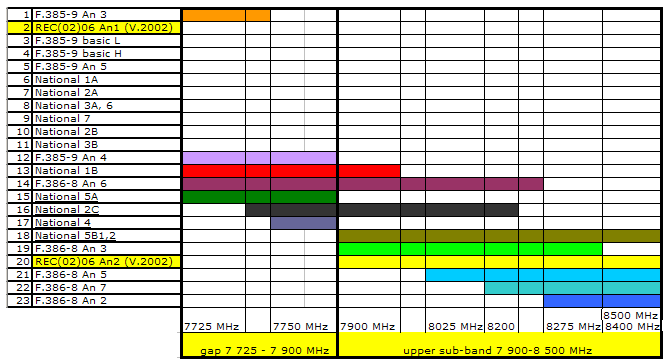 1 F.385-9 An 3
2 REC(02)06 An1 (V.2002)
3 F.385-9 basic L
4 F.385-9 basic H
5 F.385-9 An 5
6 National 1A
7 National 2A
8 National 3A, 6
9 National 7
10 National 2B
11 National 3B
12 F.385-9 An 4
13 National 1B
14 F.386-8 An 6
15 National 5A
16 National 2C
17 National 4
18 National 5B1,2
19 F.386-8 An 3
20 REC(02)06 An2 (V.2002)
21 F.386-8 An 5
22 F.386-8 An 7
23 F.386-8 An 2
8500 MHz
7725 MHz 7750 MHz 7900 MHz 8025 MHz 8200 8275 MHz 8400 MHz
gap 7 725 - 7 900 MHz upper sub-band 7 900-8 500 MHz